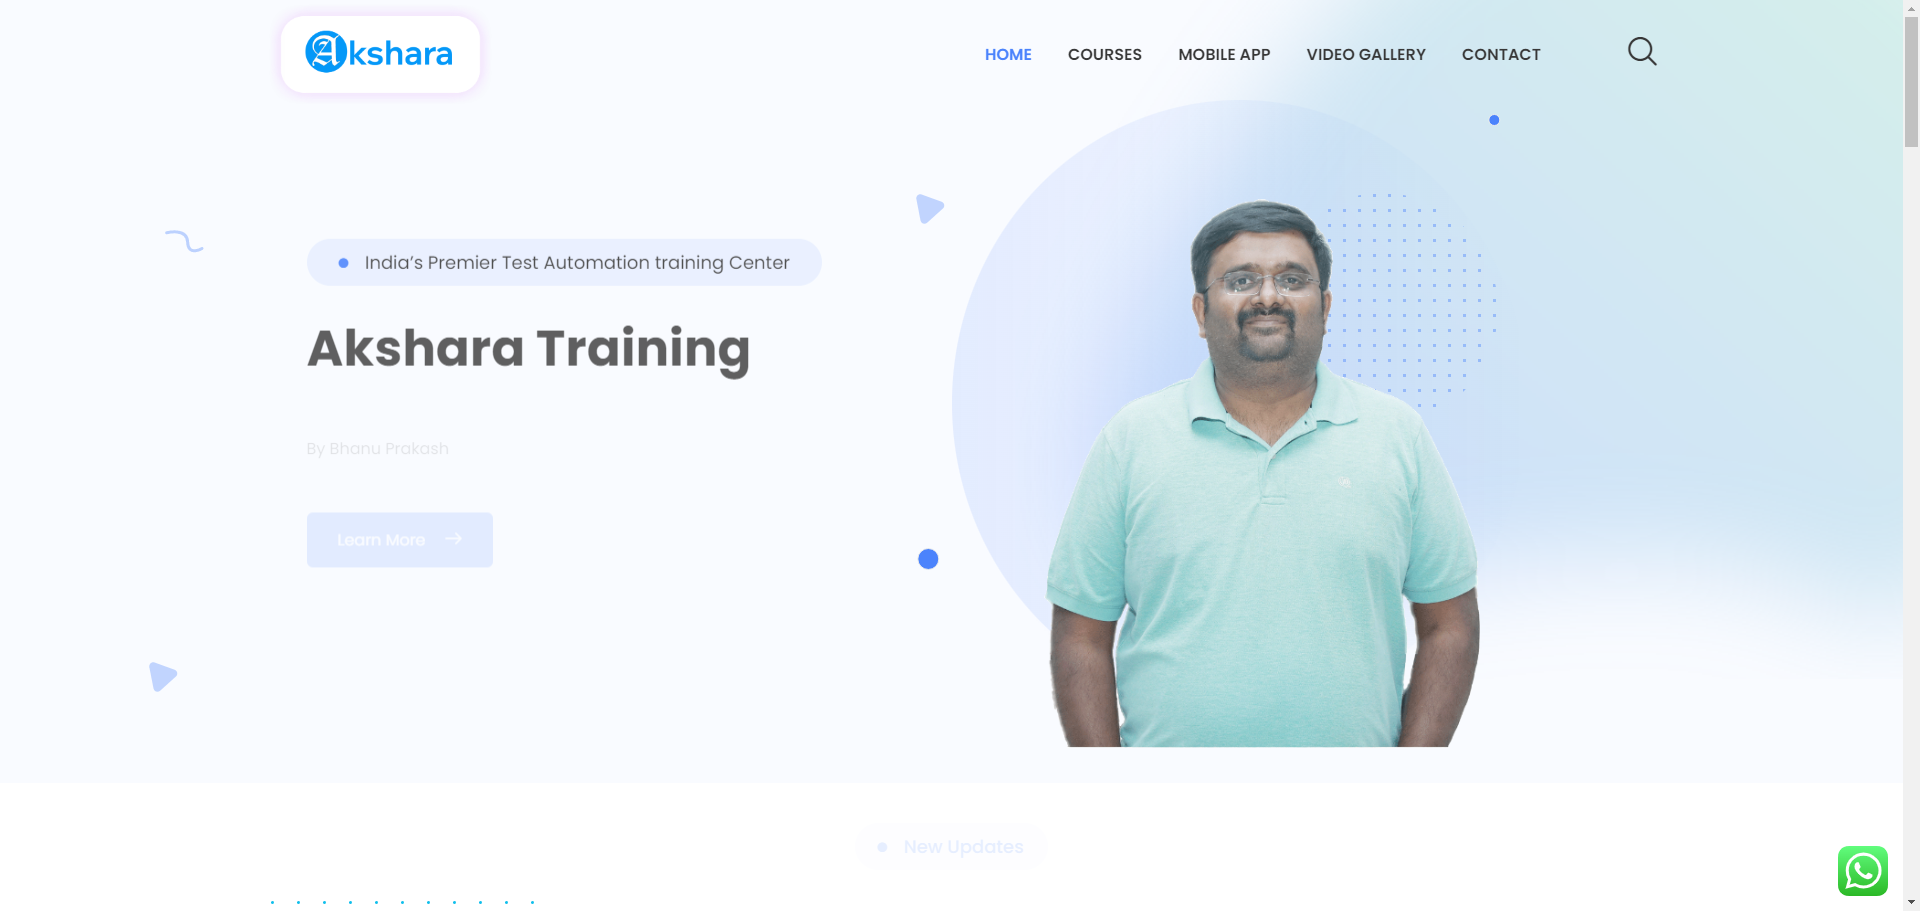 Akshara
HOME
COURSES
MOBILE APP
VIDEO GALLERY
CONTACT
India's Premier Test Automation training Center
Akshara Training
By Bhanu Prakash
Learn More
New Updates